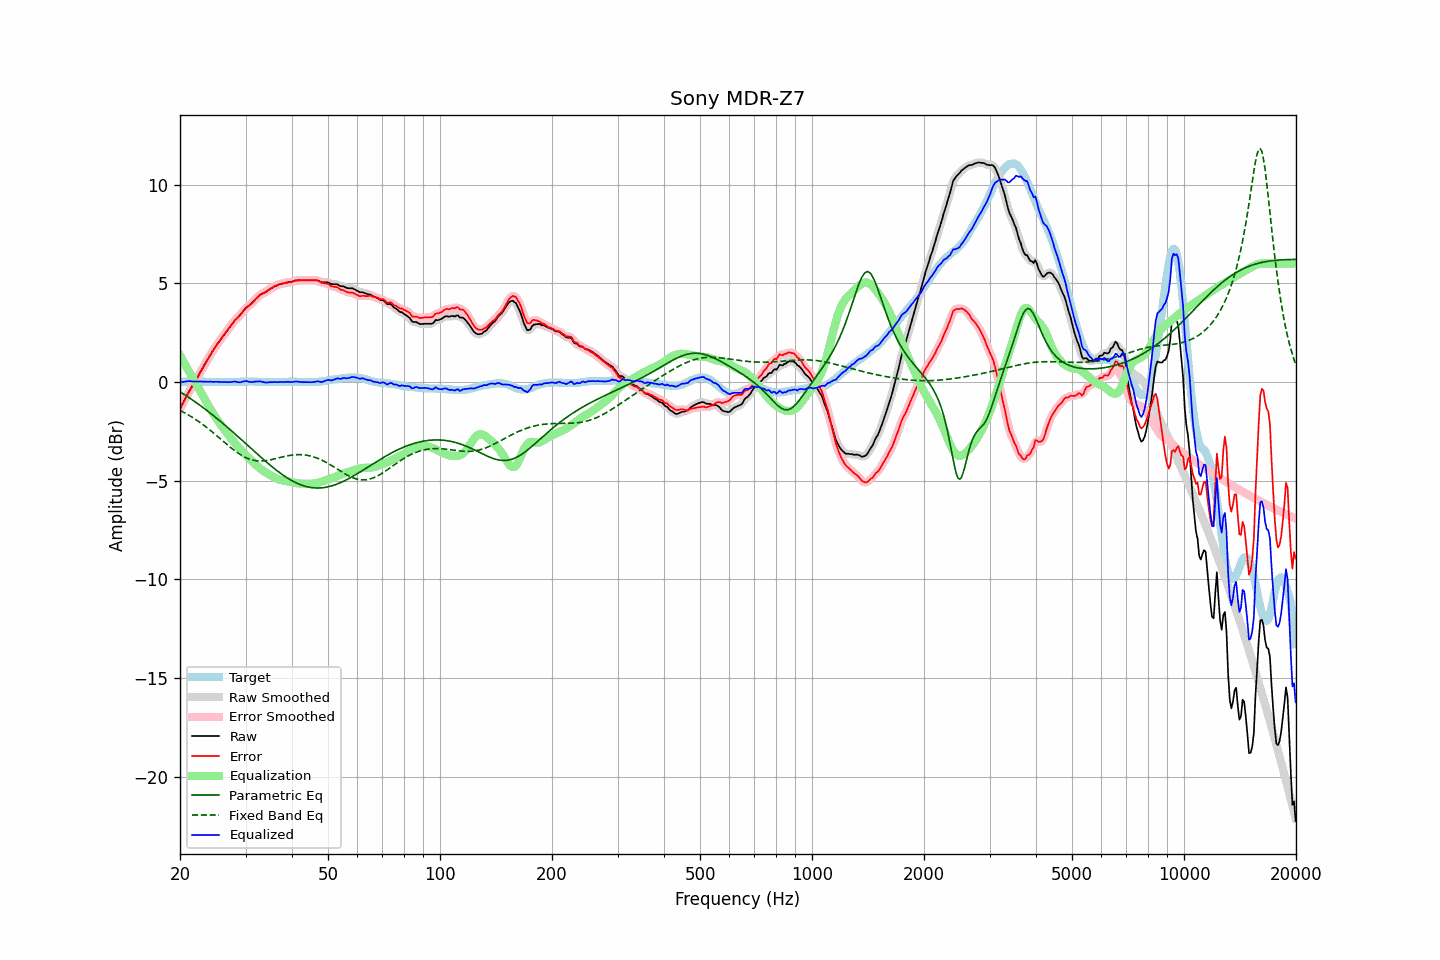 Sony MDR-Z7
Amplitude (dBr)
10
5
0
−5
−10
−15
−20
Target
Raw Smoothed
Error Smoothed
Raw
Error
Equalization
Parametric Eq
Fixed Band Eq
Equalized
20 50 100 200 500 1000 2000 5000 10000 20000
Frequency (Hz)